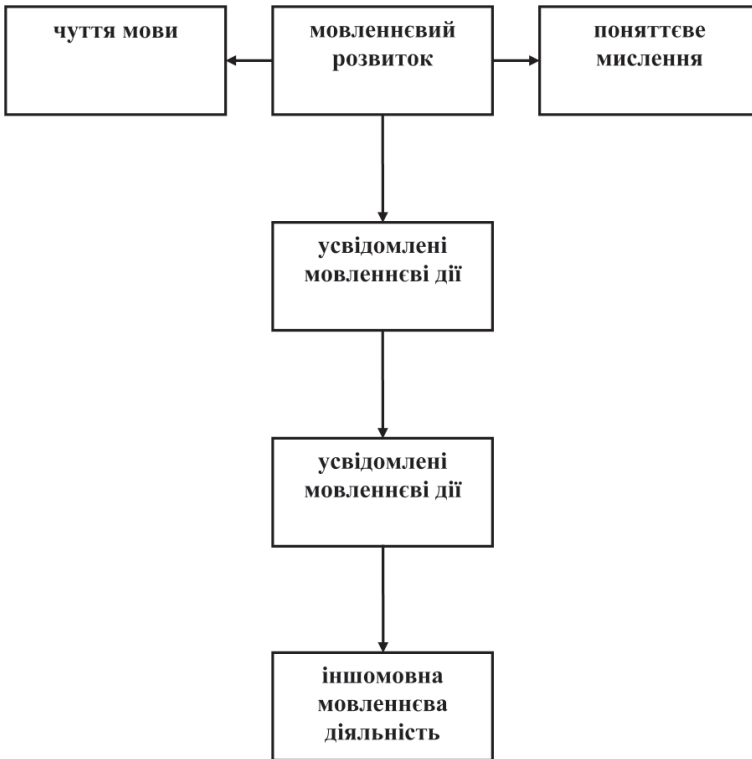 чуття мови
мовленнєвий
розвиток
поняттєве
мислення
усвідомлені
мовленнєві дії
усвідомлені
мовленнєві дії
іншомовна
мовленнєва
діяльність